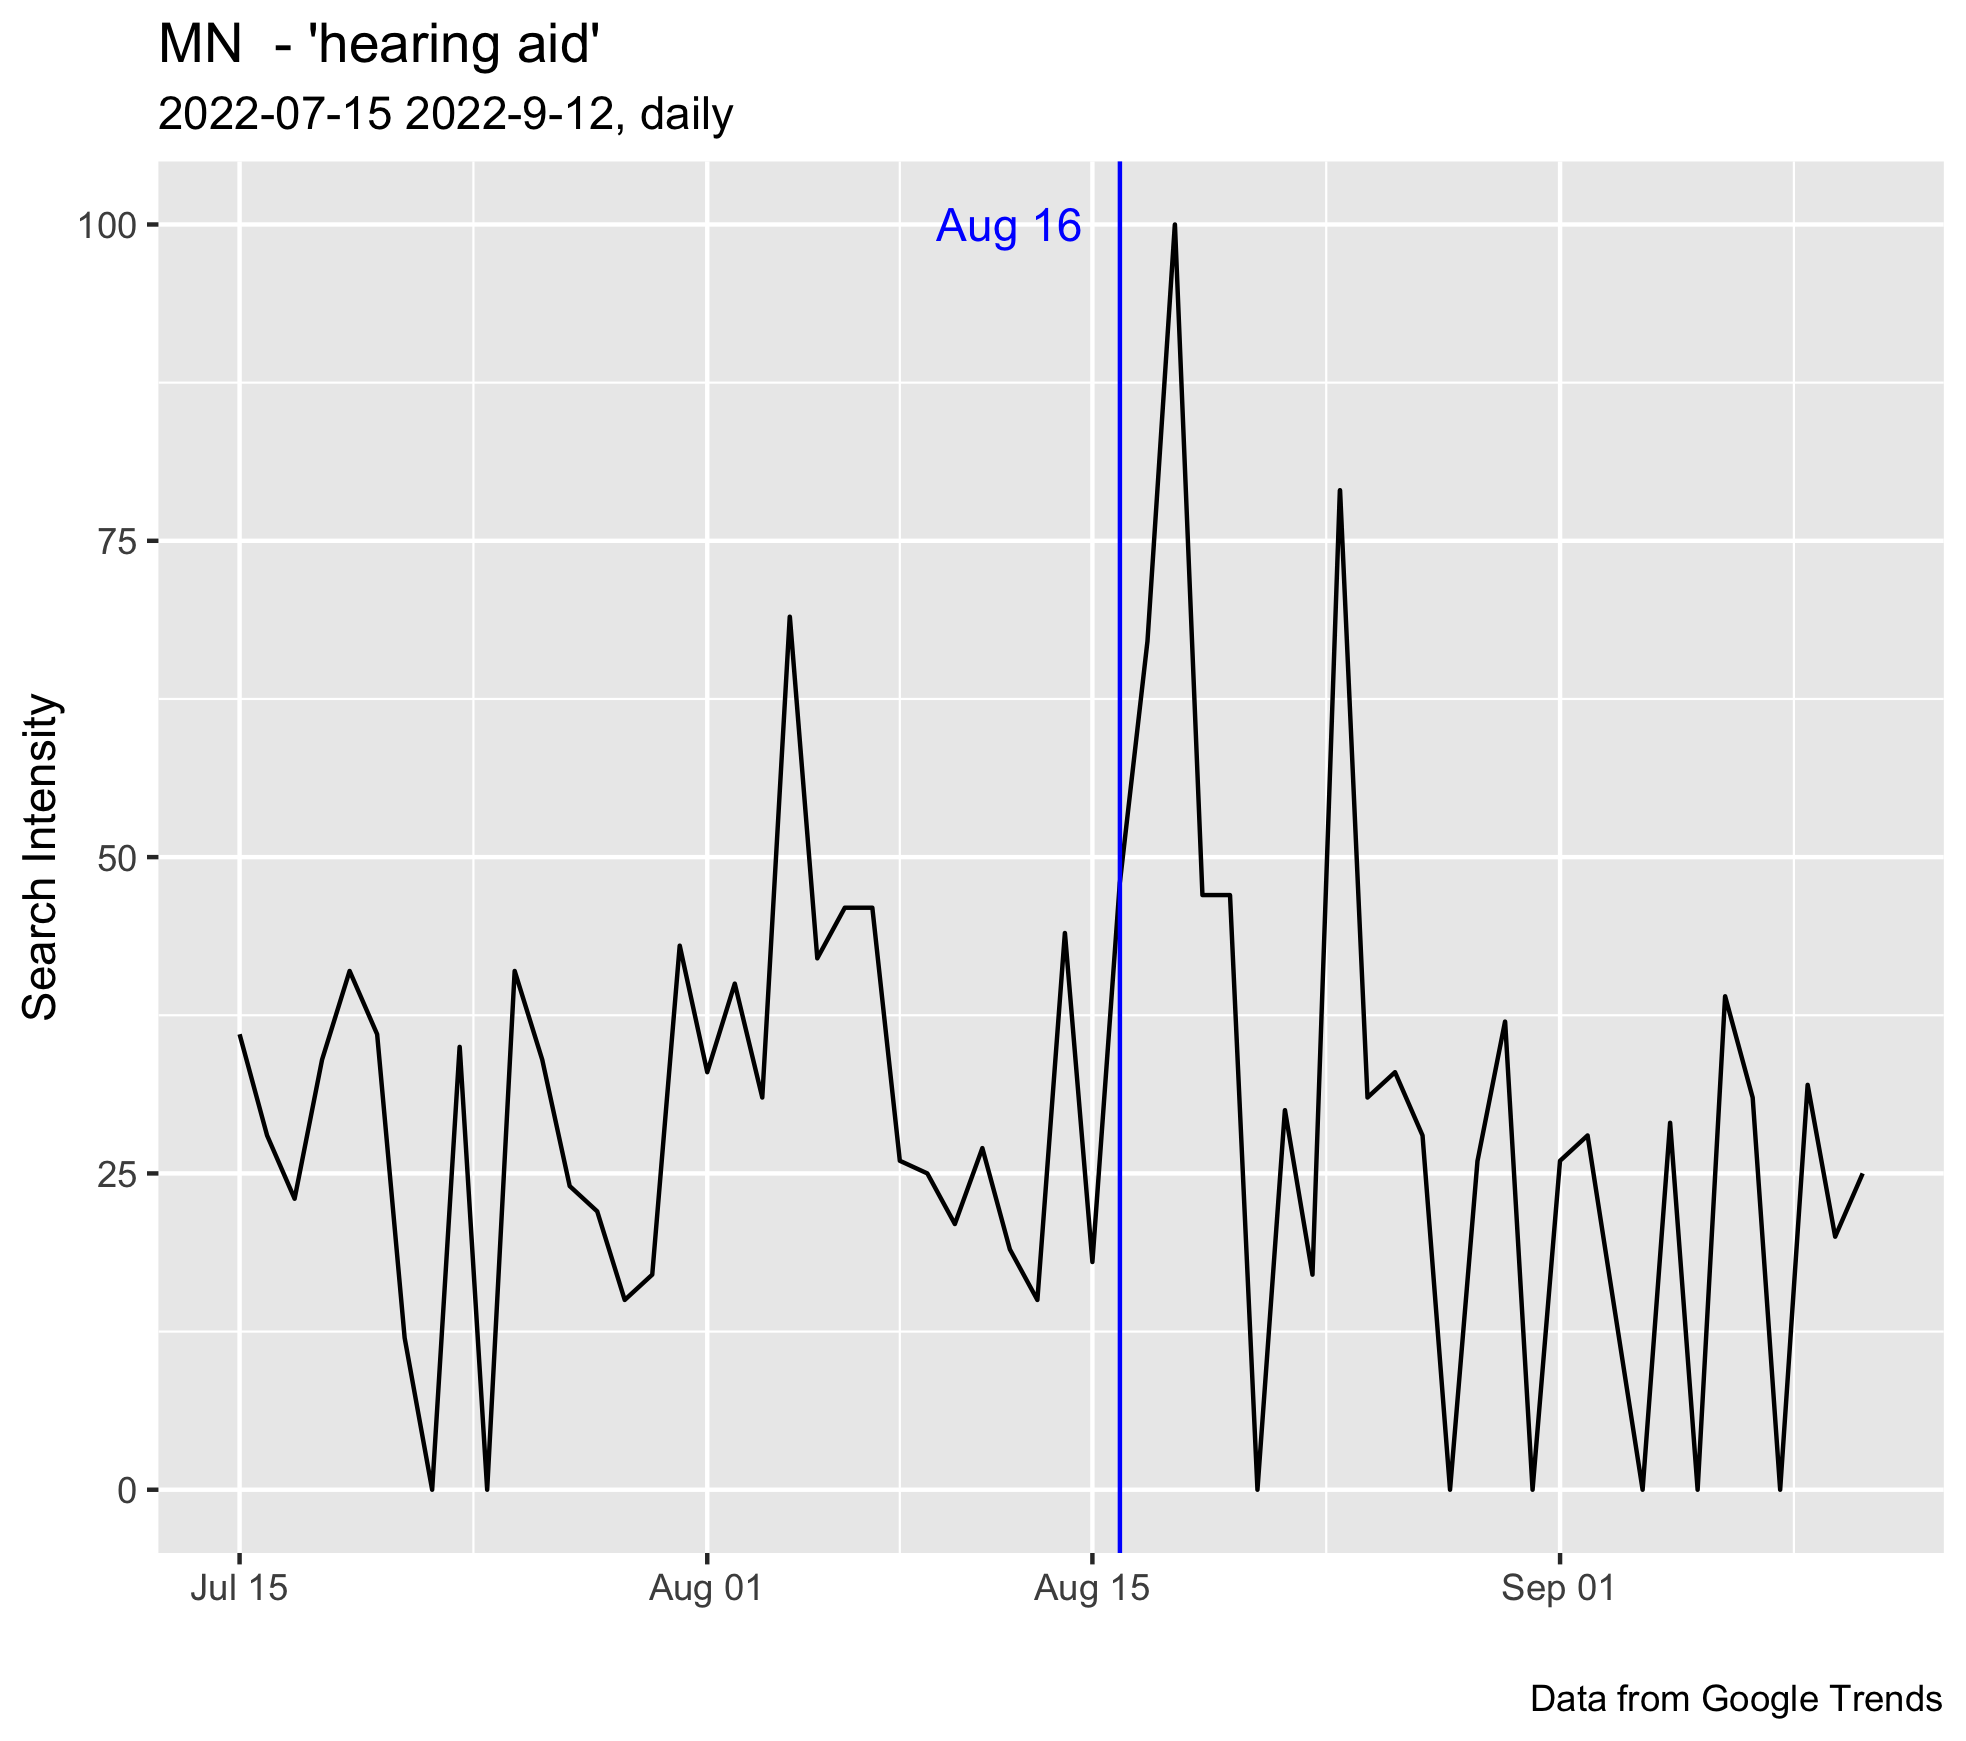 MN  - 'hearing aid'
2022-07-15 2022-9-12, daily
Aug 16
100
75
50
25
0
Search Intensity
Jul 15
Aug 01
Aug 15
Sep 01
Data from Google Trends